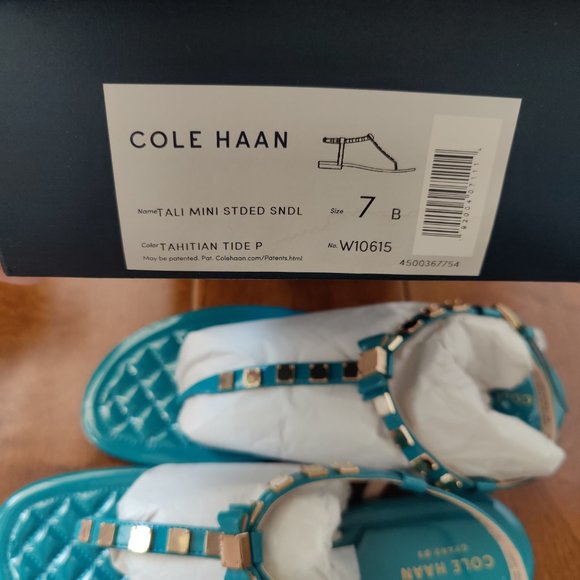 COLE HAAN
Name TALI MINI STDED SNDL Size 7 B
Color TAHITIAN TIDE P No. W10615
May be patented. Pat. Colehaan.com/Patents.html
4500367754
COLE HAAN